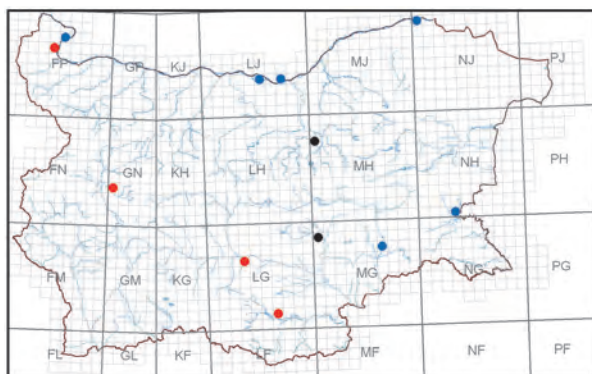 FP GP KJ LJ MJ NJ PJ
FN GN KH LH MH NH PH
FM GM KG LG MG NG PG
FL GL KF LF MF NF PF